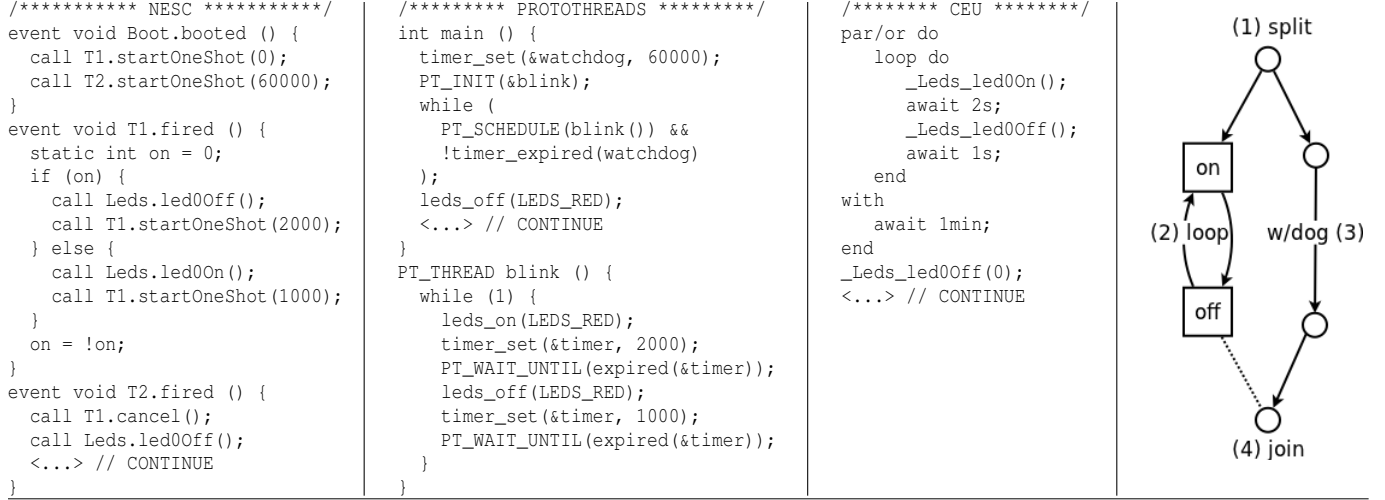 /*********** NESC ***********/
event void Boot.booted () {
call T1.startOneShot(0);
call T2.startOneShot(60000);
}
event void T1.fired () {
static int on = 0;
if (on) {
call Leds.led0Off();
call T1.startOneShot(2000);
} else {
call Leds.led0On();
call T1.startOneShot(1000);
}
on = !on;
}
event void T2.fired () {
call T1.cancel();
call Leds.led0Off();
<...> // CONTINUE
}
/********* PROTOTHREADS *********/
int main () {
timer_set(&watchdog, 60000);
PT_INIT(&blink);
while (
PT_SCHEDULE(blink()) &&
!timer_expired(watchdog)
);
leds_off(LEDS_RED);
<...> // CONTINUE
}
PT_THREAD blink () {
while (1) {
leds_on(LEDS_RED);
timer_set(&timer, 2000);
PT_WAIT_UNTIL(expired(&timer));
leds_off(LEDS_RED);
timer_set(&timer, 1000);
PT_WAIT_UNTIL(expired(&timer));
}
}
/******** CEU ********/
par/or do
loop do
_Leds_led0On();
await 2s;
_Leds_led0Off();
await 1s;
end
with
await 1min;
end
_Leds_led0Off(0);
<...> // CONTINUE
(1) split
on
(2) loop
w/dog (3)
off
(4) join